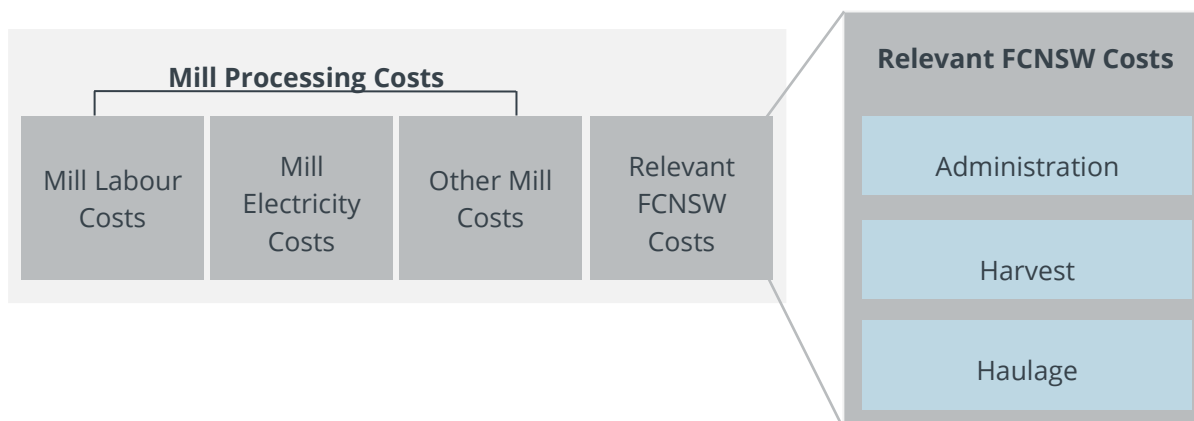 Mill Processing Costs
Mill Labour
Costs
Mill
Electricity
Costs
Other Mill
Costs
Relevant
FCNSW
Costs
Relevant FCNSW Costs
Administration
Harvest
Haulage